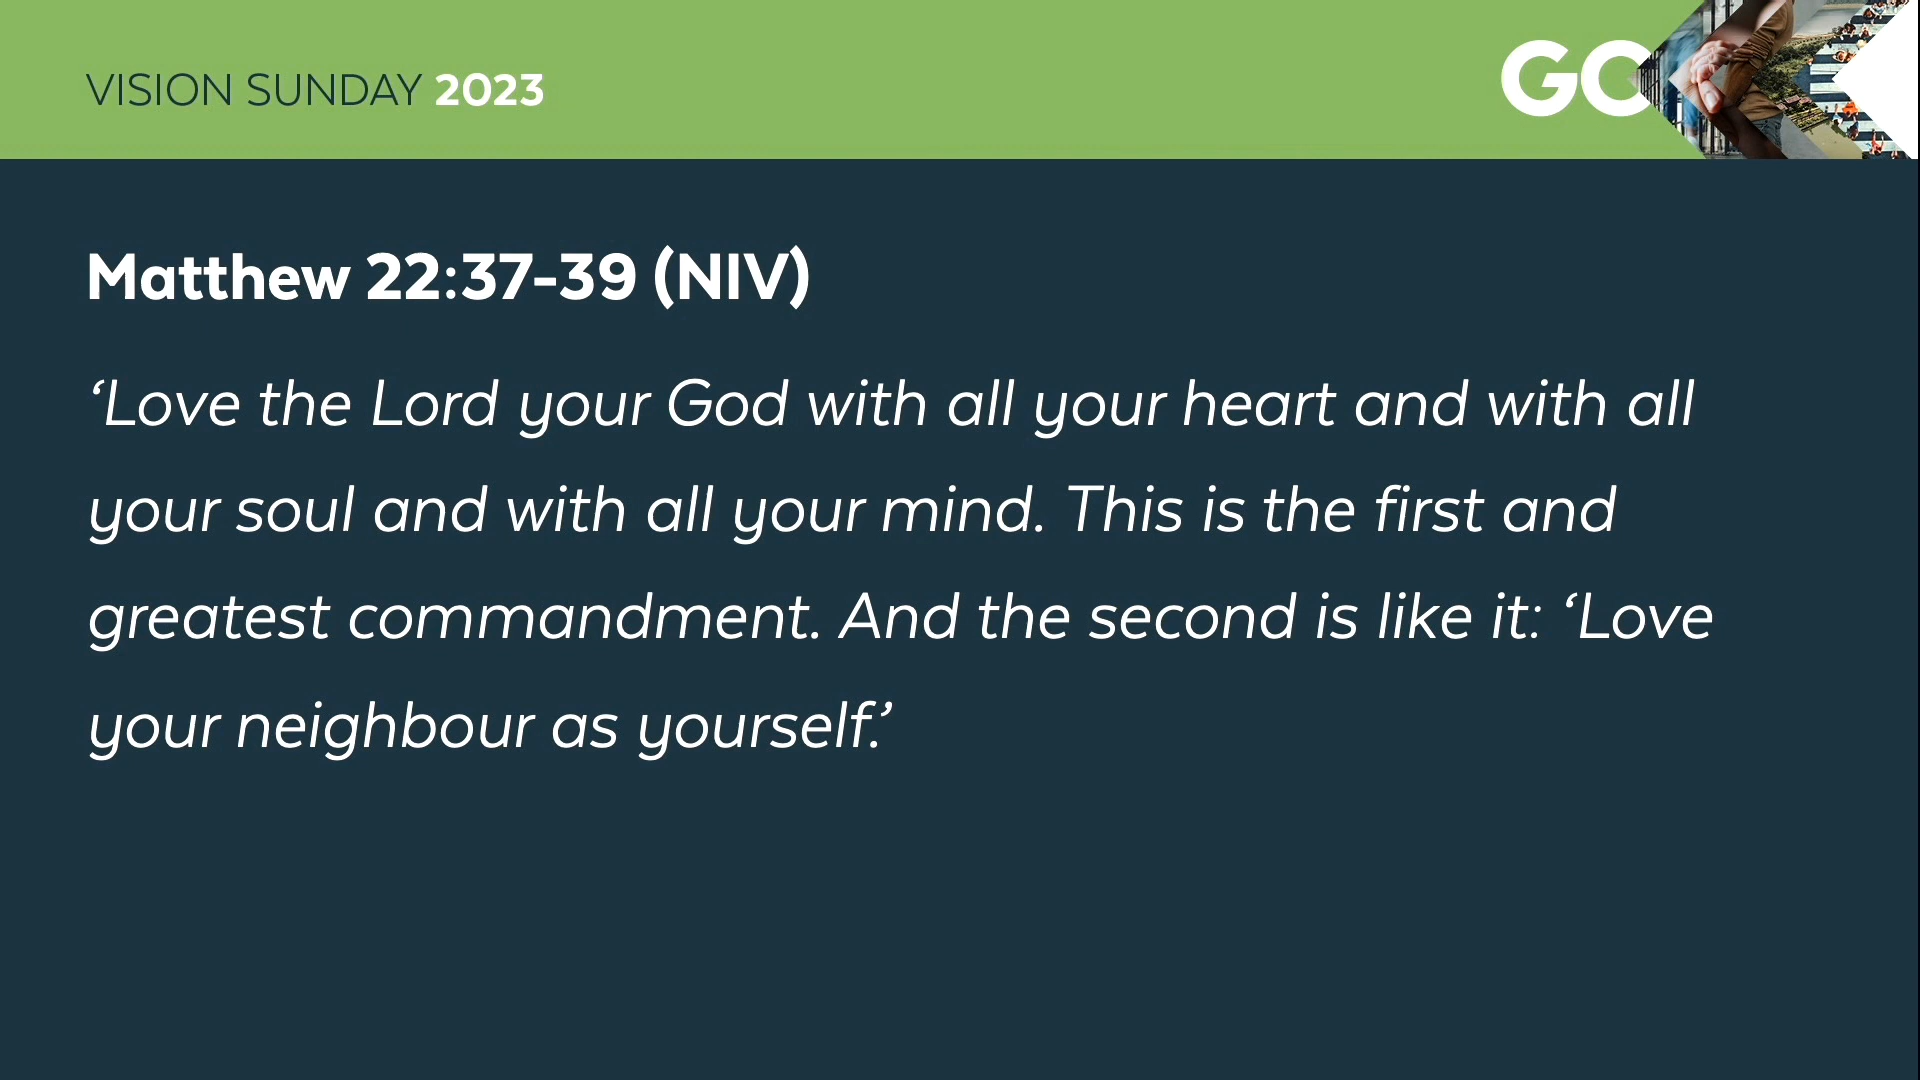 VISION SUNDAY 2023
GO
Matthew 22:37-39 (NIV)
‘Love the Lord your God with all your heart and with all
your soul and with all your mind. This is the first and
greatest commandment. And the second is like it: ‘Love
your neighbour as yourself.’